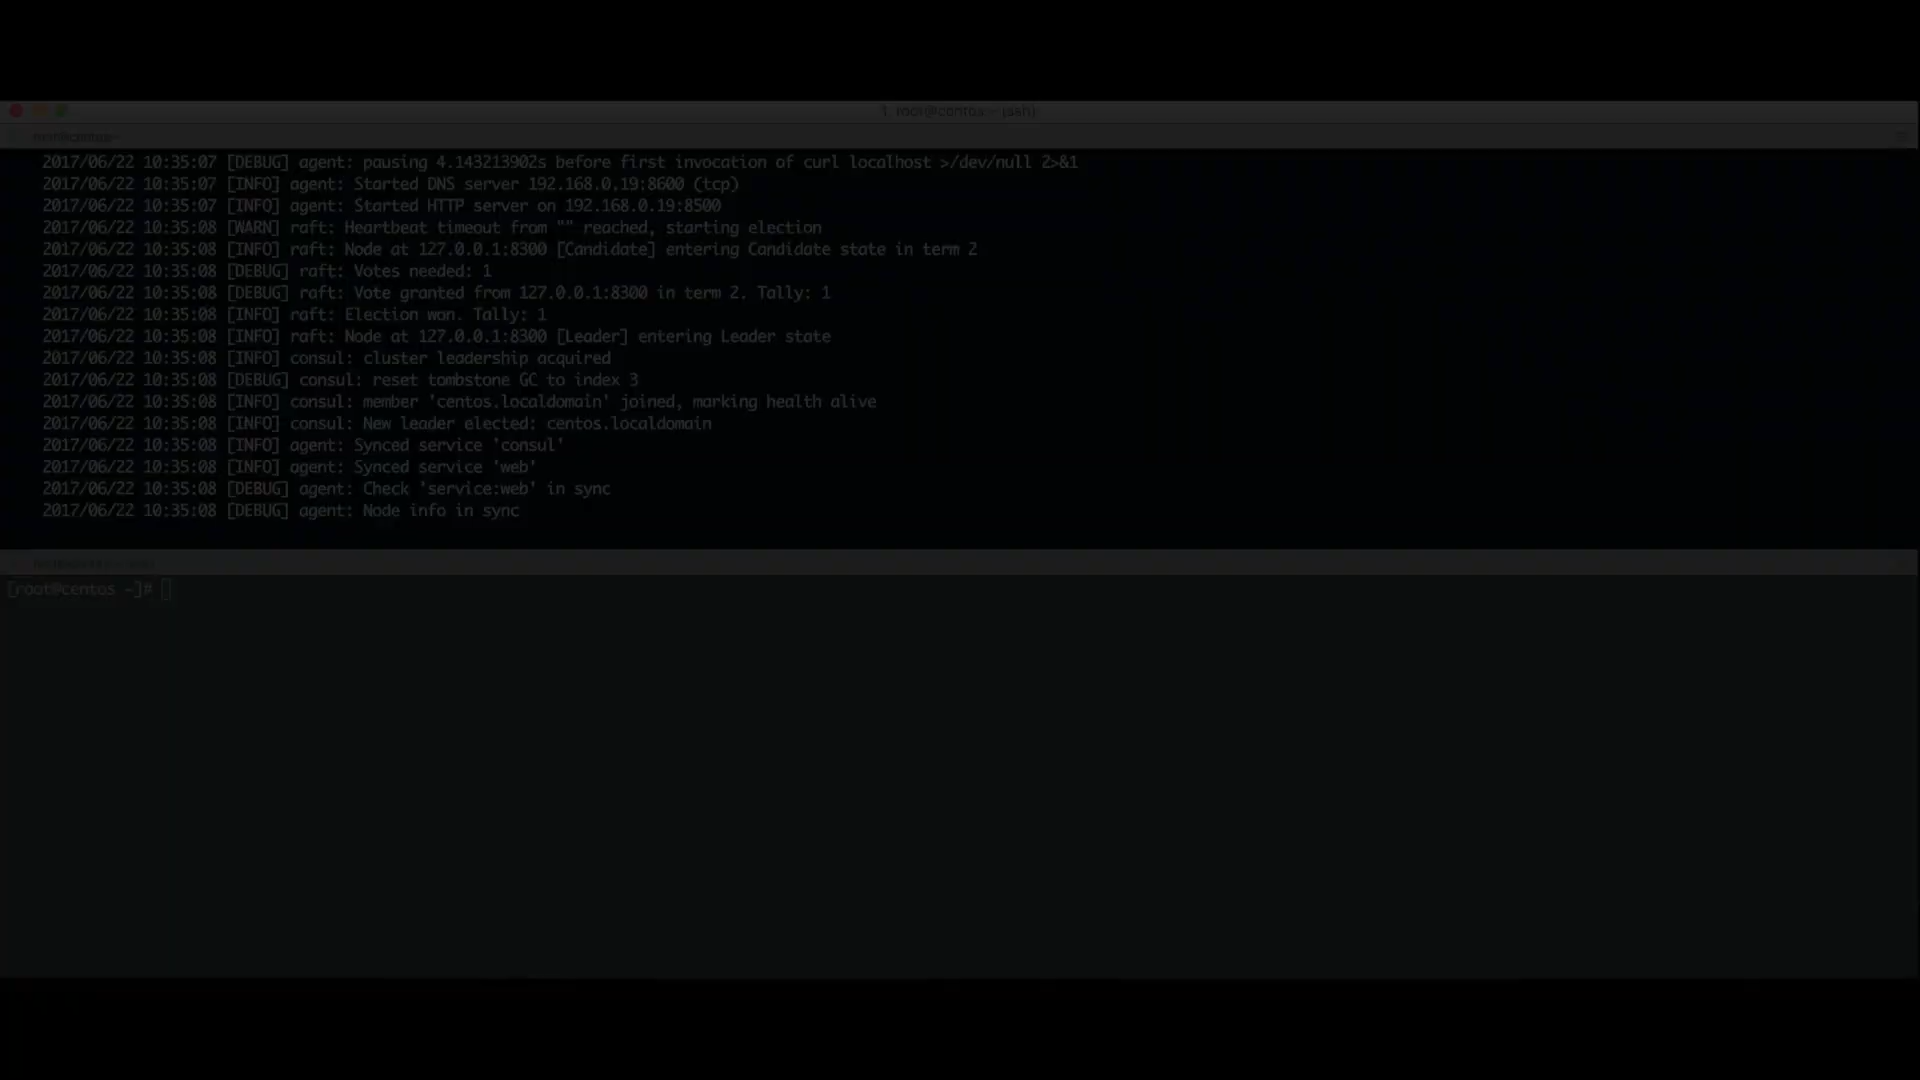 1. root@centos:~ (ssh)
root@centos:~
2017/06/22 10:35:07 [DEBUG] agent: pausing 4.143213902s before first invocation of curl localhost >/dev/null 2>&1
2017/06/22 10:35:07 [INFO] agent: Started DNS server 192.168.0.19:8600 (tcp)
2017/06/22 10:35:07 [INFO] agent: Started HTTP server on 192.168.0.19:8500
2017/06/22 10:35:08 [WARN] raft: Heartbeat timeout from "" reached, starting election
2017/06/22 10:35:08 [INFO] raft: Node at 127.0.0.1:8300 [Candidate] entering Candidate state in term 2
2017/06/22 10:35:08 [DEBUG] raft: Votes needed: 1
2017/06/22 10:35:08 [DEBUG] raft: Vote granted from 127.0.0.1:8300 in term 2. Tally: 1
2017/06/22 10:35:08 [INFO] raft: Election won. Tally: 1
2017/06/22 10:35:08 [INFO] raft: Node at 127.0.0.1:8300 [Leader] entering Leader state
2017/06/22 10:35:08 [INFO] consul: cluster leadership acquired
2017/06/22 10:35:08 [DEBUG] consul: reset tombstone GC to index 3
2017/06/22 10:35:08 [INFO] consul: member 'centos.localdomain' joined, marking health alive
2017/06/22 10:35:08 [INFO] consul: New leader elected: centos.localdomain
2017/06/22 10:35:08 [INFO] agent: Synced service 'consul'
2017/06/22 10:35:08 [INFO] agent: Synced service 'web'
2017/06/22 10:35:08 [DEBUG] agent: Check 'service:web' in sync
2017/06/22 10:35:08 [DEBUG] agent: Node info in sync
[root@centos ~]#